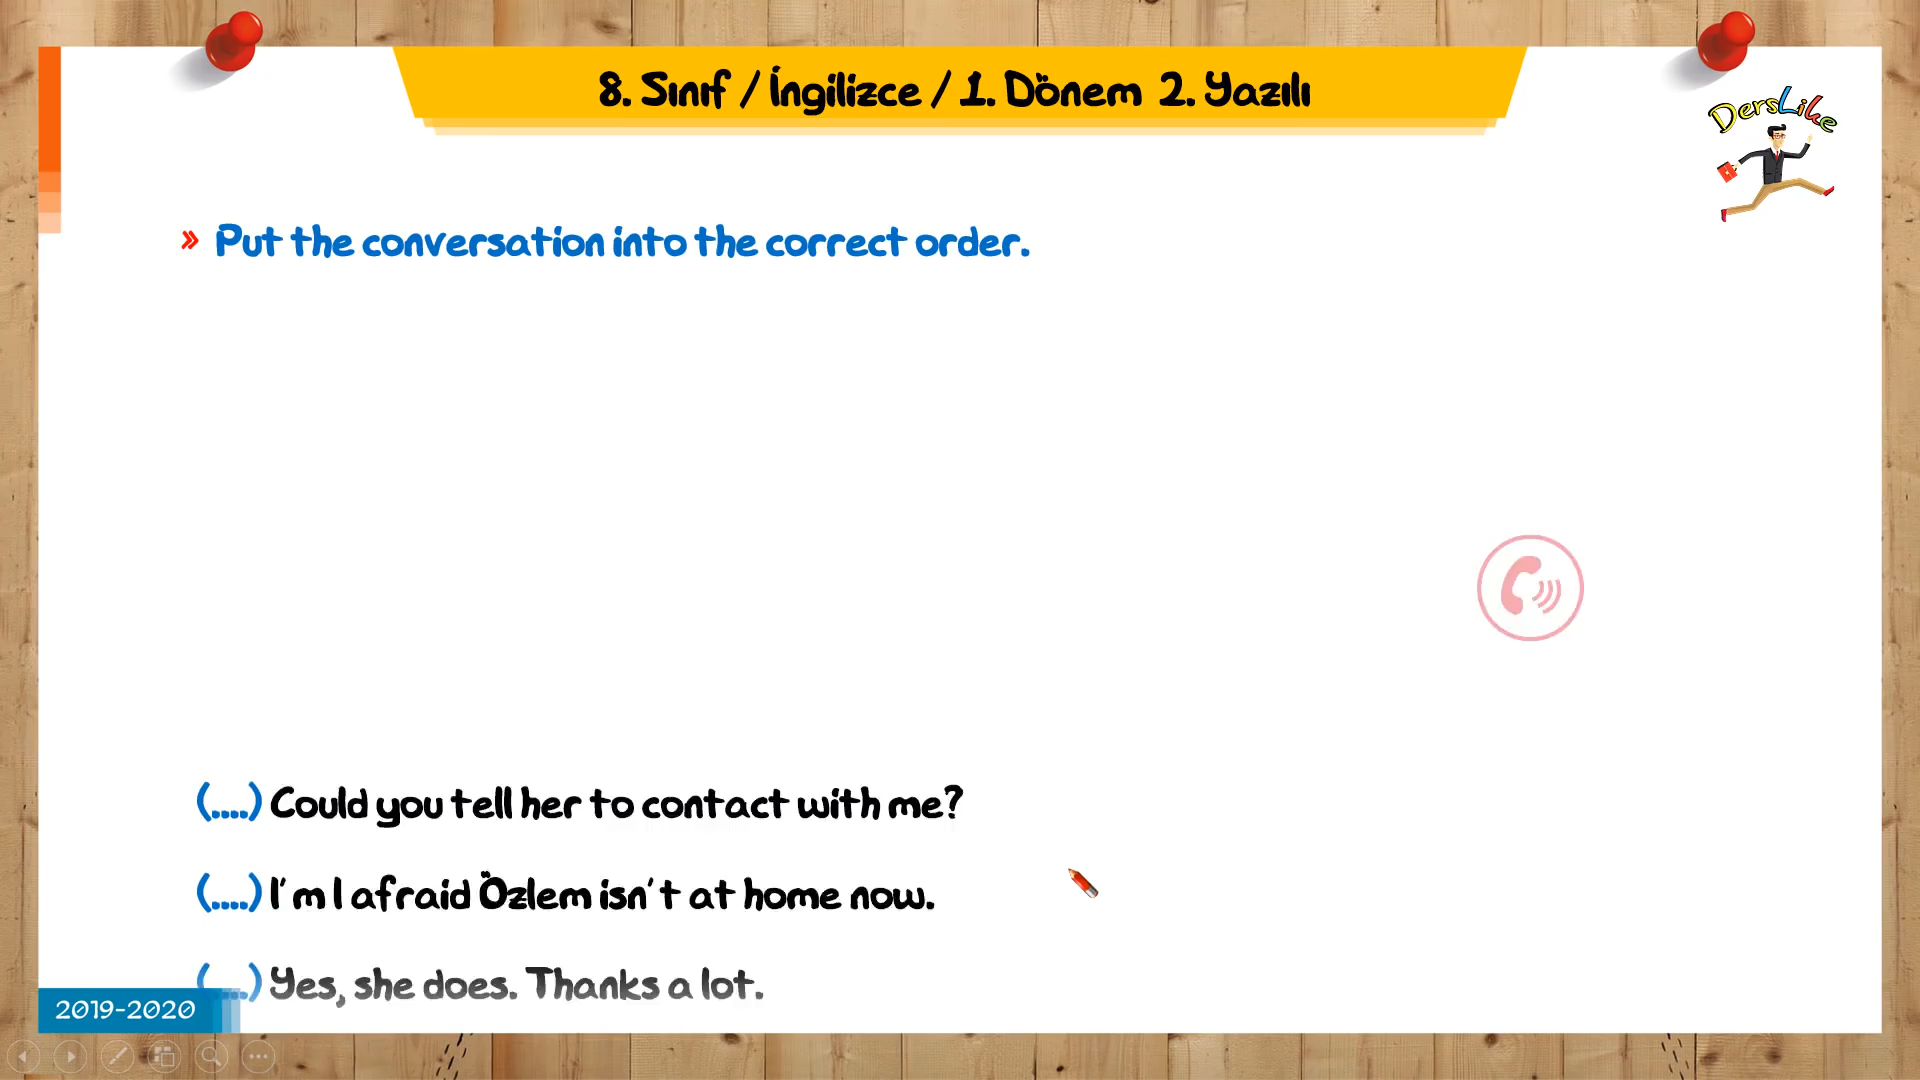 8. Sınıf / İngilizce / 1. Dönem 2. Yazılı
DersLike
» Put the conversation into the correct order.
(....) Could you tell her to contact with me?
(....) I'm I afraid Özlem isn't at home now.
(....) Yes, she does. Thanks a lot.
2019-2020